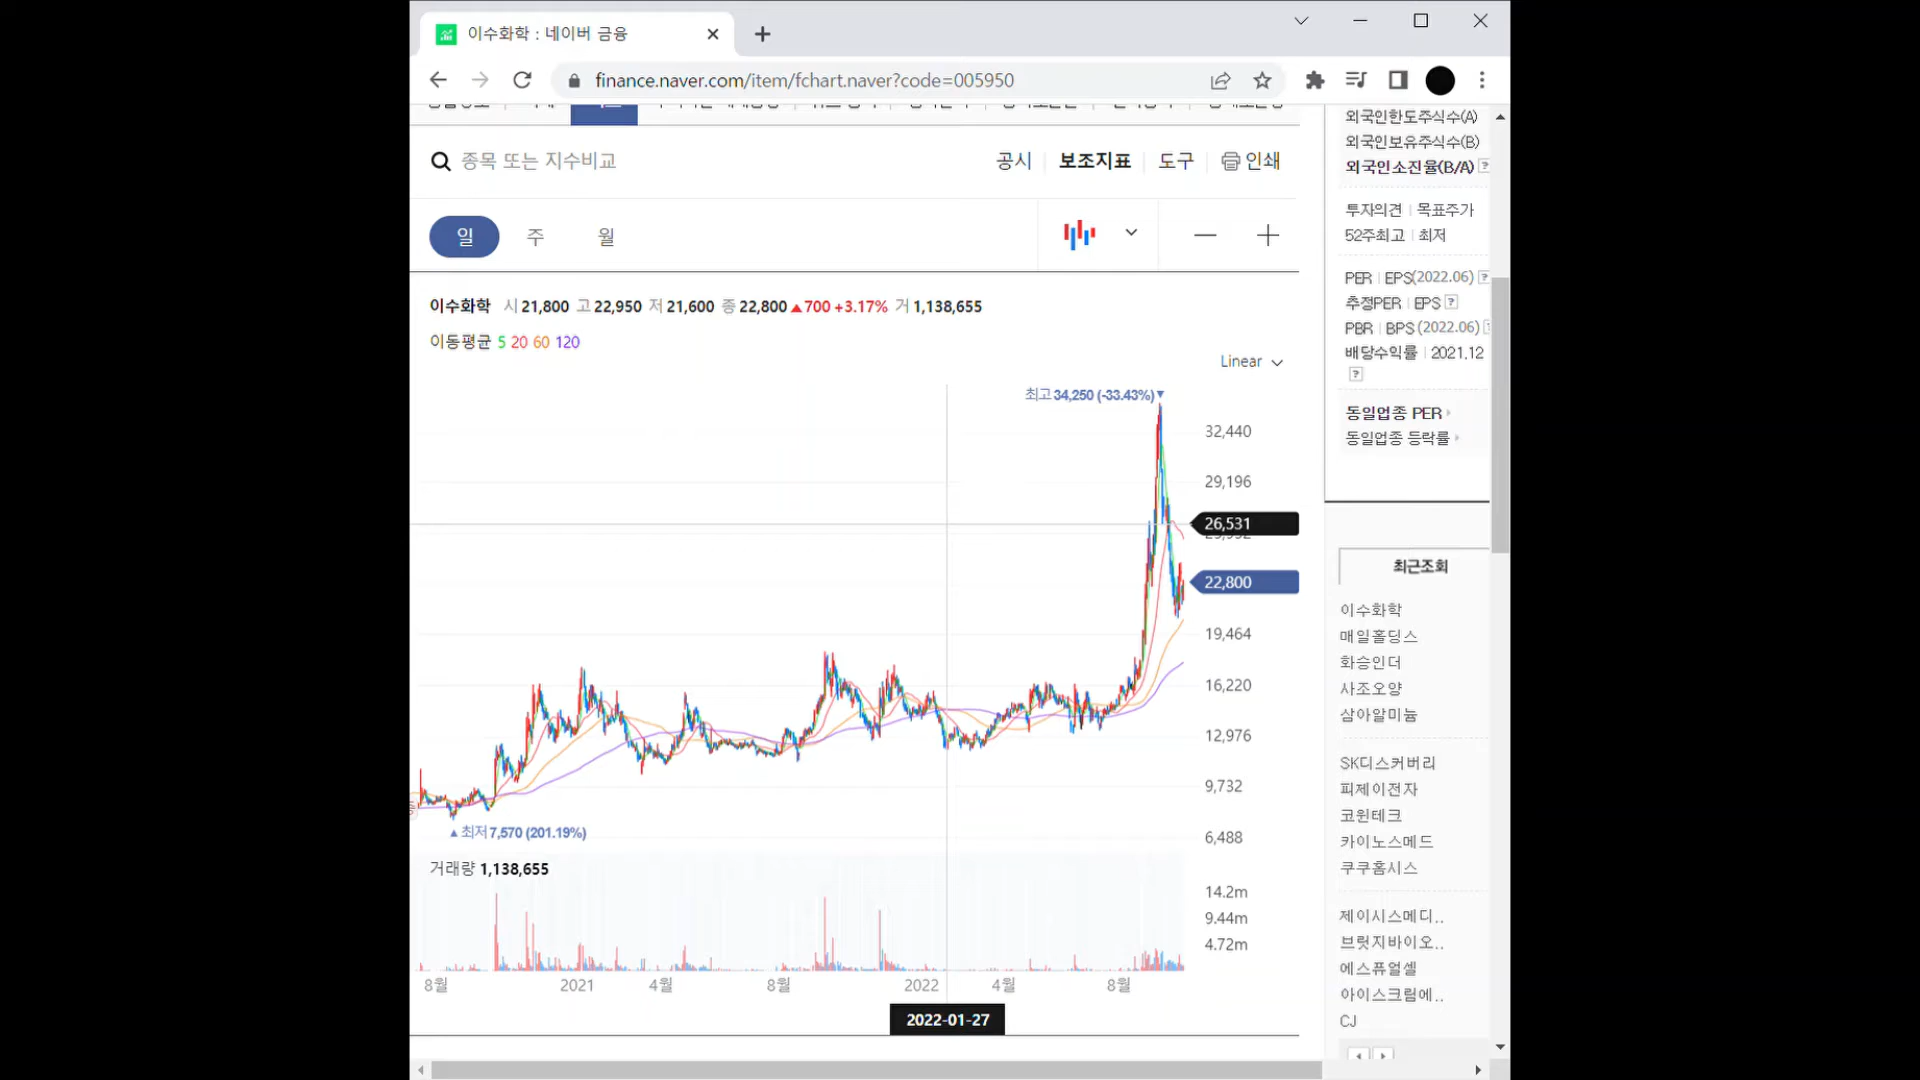 이수화학 : 네이버 금융
finance.naver.com/item/fchart.naver?code=005950
종목 또는 지수비교
공시 보조지표 도구 인쇄
일 주 월
이수화학 시 21,800 고 22,950 저 21,600 종 22,800 ▲700 +3.17% 거 1,138,655
이동평균 5 20 60 120
Linear
최고 34,250 (-33.43%)▼
32,440
29,196
26,531
22,800
19,464
16,220
12,976
9,732
6,488
▲최저 7,570 (201.19%)
거래량 1,138,655
14.2m
9.44m
4.72m
8월 2021 4월 8월 2022 4월 8월
2022-01-27
외국인한도주식수(A)
외국인보유주식수(B)
외국인소진율(B/A) ?
투자의견 | 목표주가
52주최고 | 최저
PER | EPS(2022.06) ?
추정PER | EPS ?
PBR | BPS (2022.06) ?
배당수익률 | 2021.12
?
동일업종 PER
동일업종 등락률
최근조회
이수화학
매일홀딩스
화승인더
사조오양
삼아알미늄
SK디스커버리
피제이전자
코윈테크
카이노스메드
쿠쿠홈시스
제이시스메디..
브릿지바이오..
에스퓨얼셀
아이스크림에..
CJ